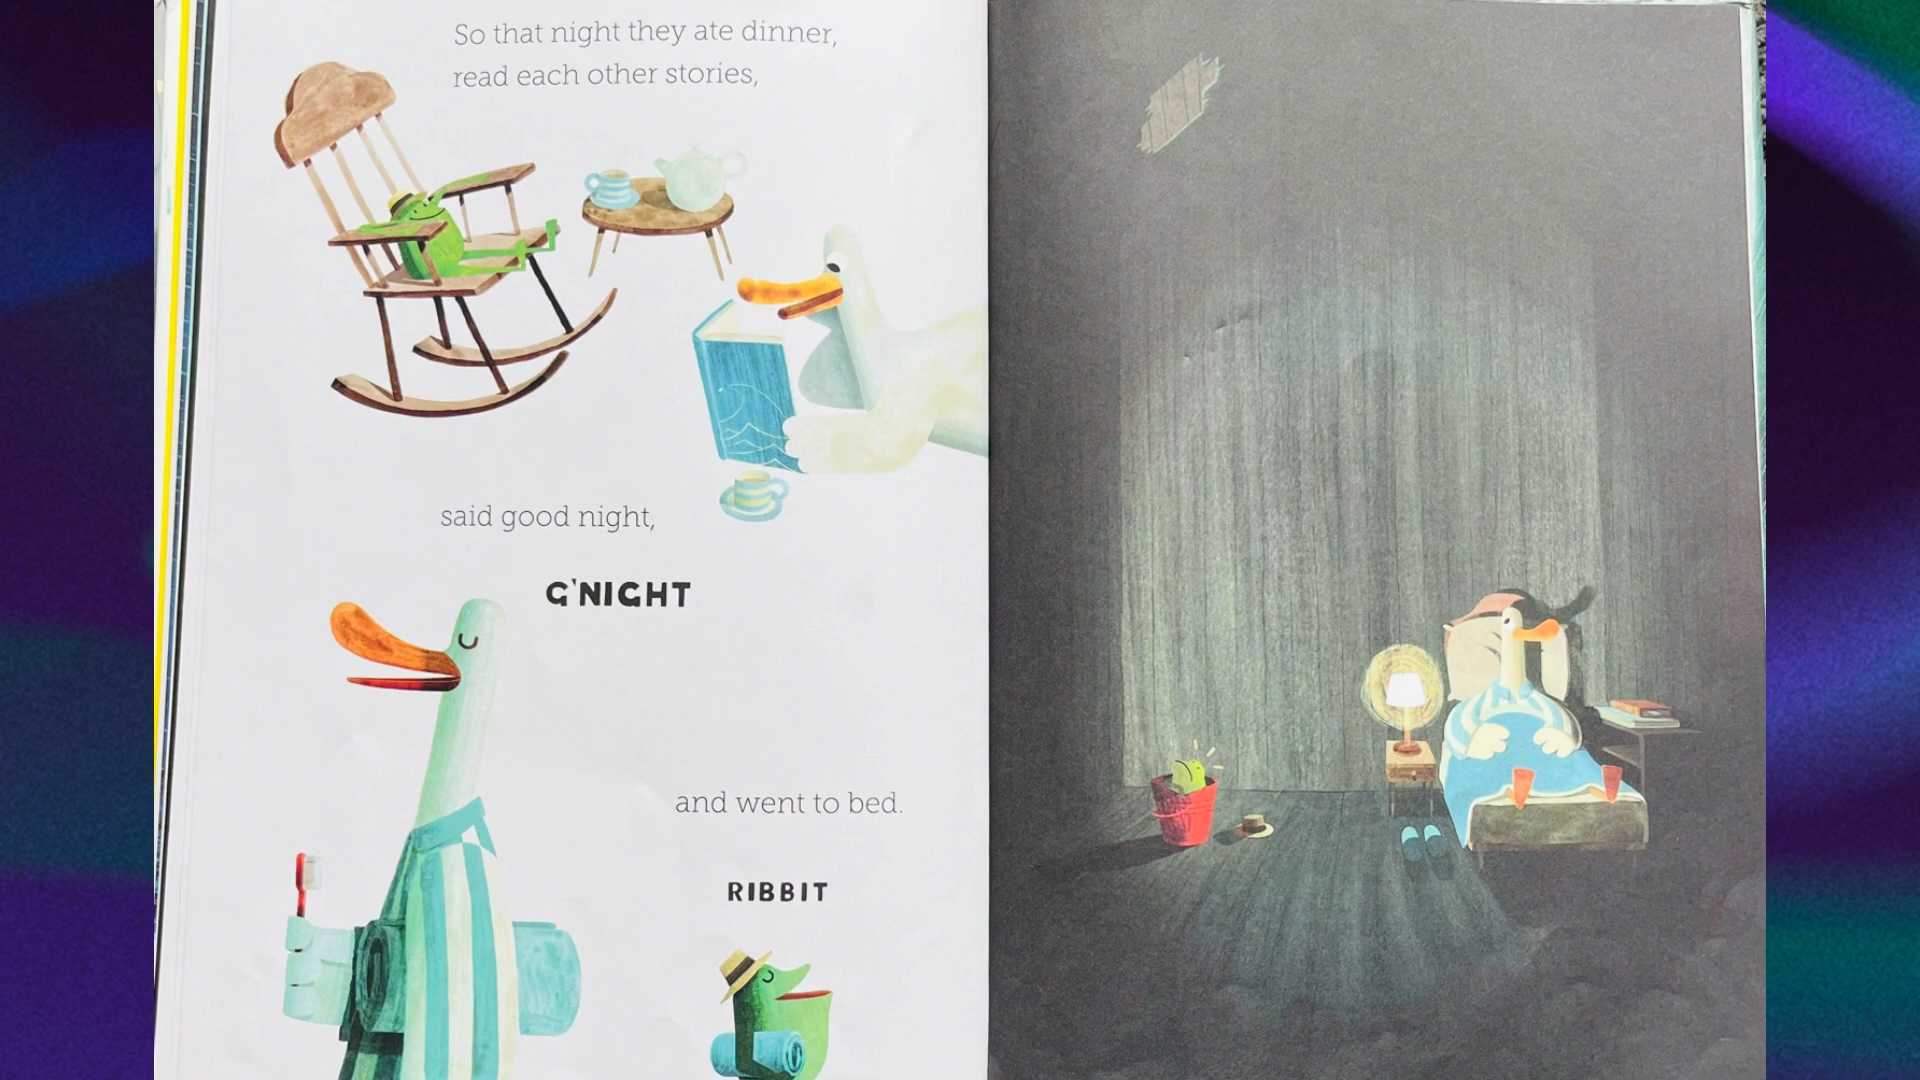 So that night they ate dinner,
read each other stories,
said good night,
G'NIGHT
and went to bed.
RIBBIT